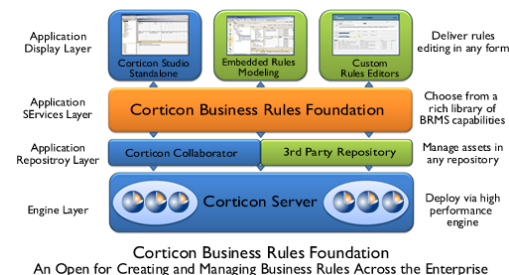 Application
Display Layer
Corticon Studio
Standalone
Embedded Rules
Modeling
Custom
Rules Editors
Deliver rules
editing in any form
Application
SErvices Layer
Corticon Business Rules Foundation
Choose from a
rich library of
BRMS capabilities
Application
Repositroy Layer
Corticon Collaborator
3rd Party Repository
Manage assets in
any repository
Engine Layer
Corticon Server
Deploy via high
performance
engine
Corticon Business Rules Foundation
An Open for Creating and Managing Business Rules Across the Enterprise